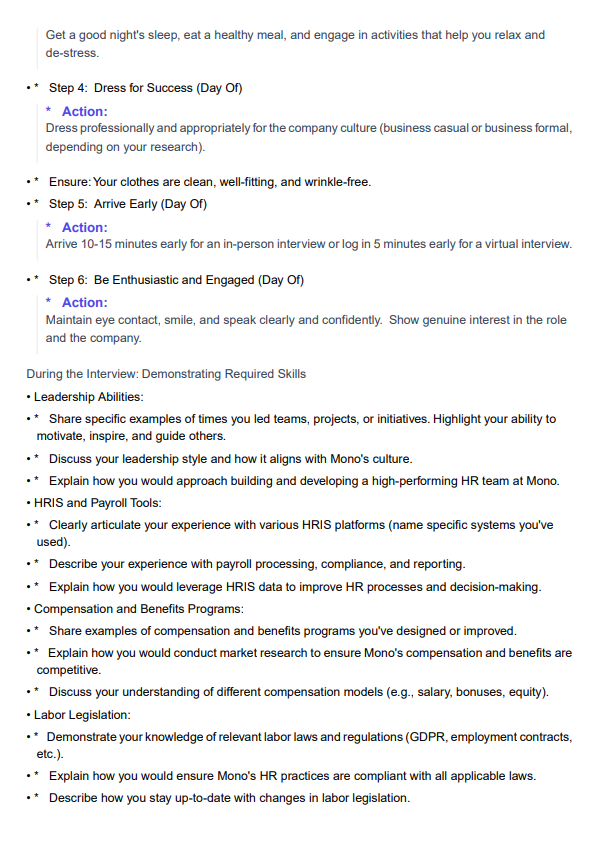 Get a good night's sleep, eat a healthy meal, and engage in activities that help you relax and
de-stress.
• * Step 4: Dress for Success (Day Of)
* Action:
Dress professionally and appropriately for the company culture (business casual or business formal,
depending on your research).
• * Ensure: Your clothes are clean, well-fitting, and wrinkle-free.
• * Step 5: Arrive Early (Day Of)
* Action:
Arrive 10-15 minutes early for an in-person interview or log in 5 minutes early for a virtual interview.
• * Step 6: Be Enthusiastic and Engaged (Day Of)
* Action:
Maintain eye contact, smile, and speak clearly and confidently. Show genuine interest in the role
and the company.
During the Interview: Demonstrating Required Skills
• Leadership Abilities:
• * Share specific examples of times you led teams, projects, or initiatives. Highlight your ability to
motivate, inspire, and guide others.
• * Discuss your leadership style and how it aligns with Mono's culture.
• * Explain how you would approach building and developing a high-performing HR team at Mono.
• HRIS and Payroll Tools:
• * Clearly articulate your experience with various HRIS platforms (name specific systems you've
used).
• * Describe your experience with payroll processing, compliance, and reporting.
• * Explain how you would leverage HRIS data to improve HR processes and decision-making.
• Compensation and Benefits Programs:
• * Share examples of compensation and benefits programs you've designed or improved.
• * Explain how you would conduct market research to ensure Mono's compensation and benefits are
competitive.
• * Discuss your understanding of different compensation models (e.g., salary, bonuses, equity).
• Labor Legislation:
• * Demonstrate your knowledge of relevant labor laws and regulations (GDPR, employment contracts,
etc.).
• * Explain how you would ensure Mono's HR practices are compliant with all applicable laws.
• * Describe how you stay up-to-date with changes in labor legislation.